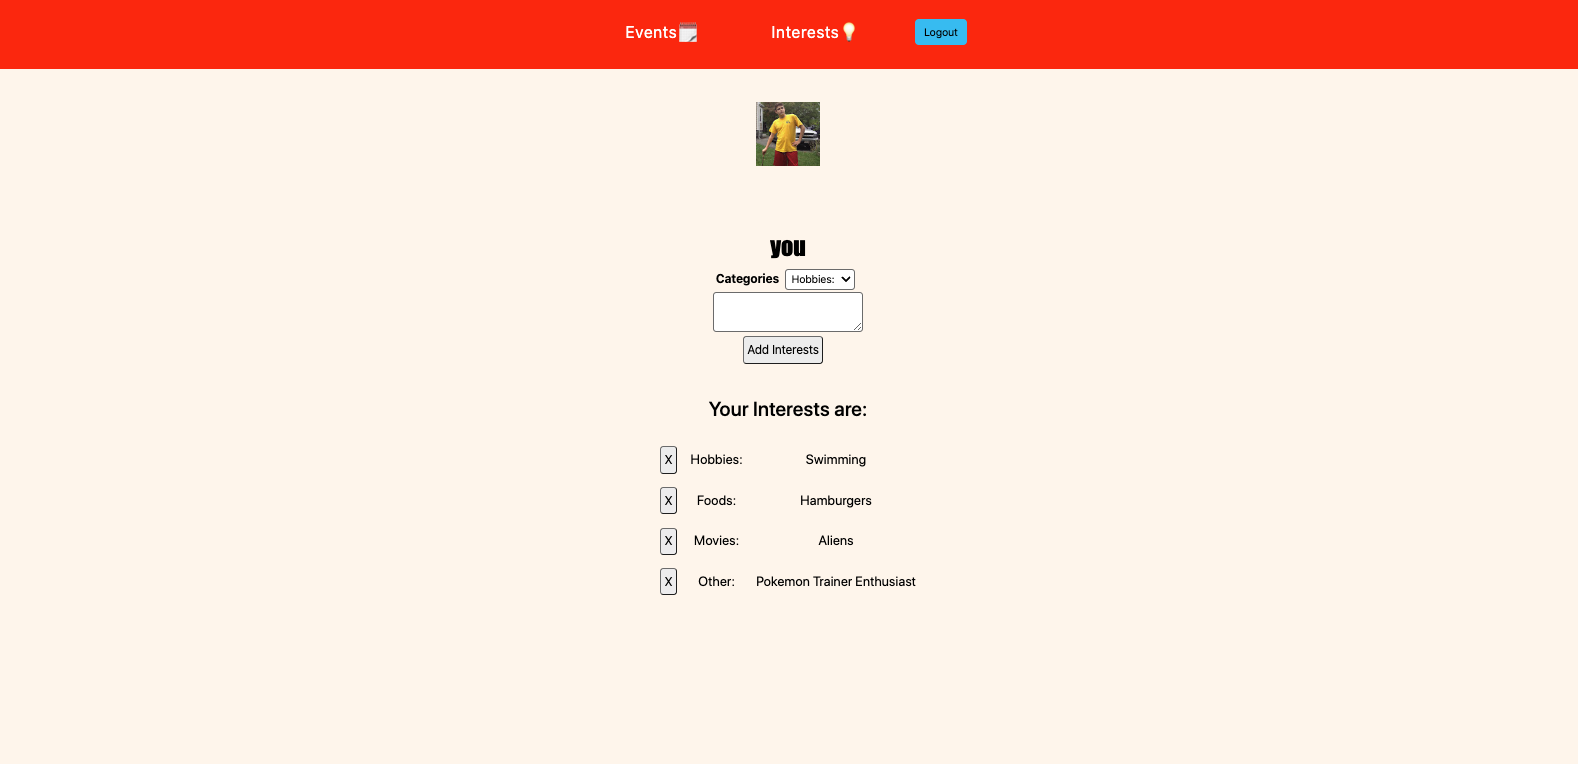 Events Interests Logout
you
Categories Hobbies:
Add Interests
Your Interests are:
X Hobbies: Swimming
X Foods: Hamburgers
X Movies: Aliens
X Other: Pokemon Trainer Enthusiast